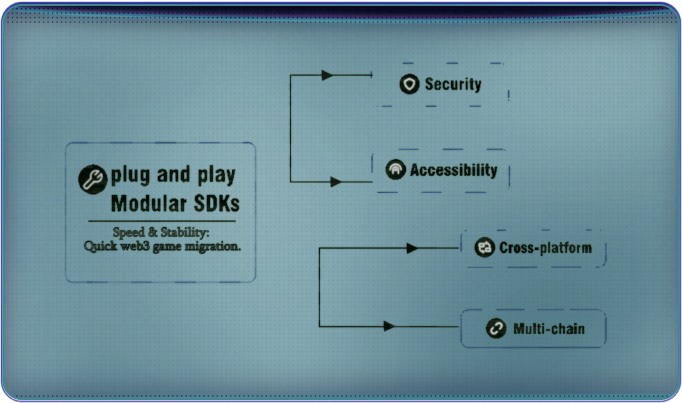 plug and play
Modular SDKs
Speed & Stability:
Quick web3 game migration.
Security
Accessibility
Cross-platform
Multi-chain